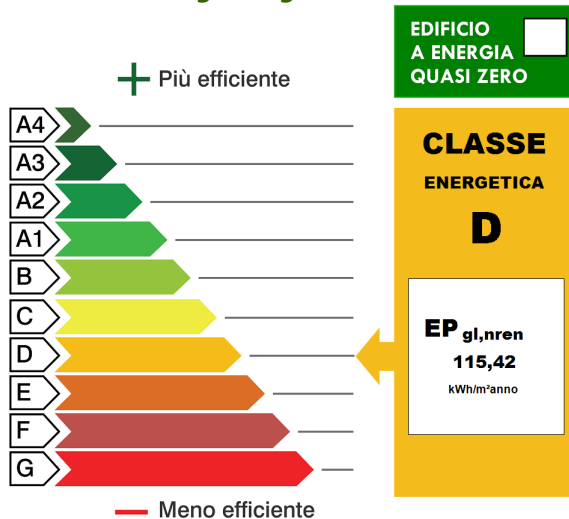 EDIFICIO
A ENERGIA
QUASI ZERO
Più efficiente
A4
A3
A2
A1
B
C
D
E
F
G
Meno efficiente
CLASSE
ENERGETICA
D
EP gl,nren
115,42
kWh/m²anno